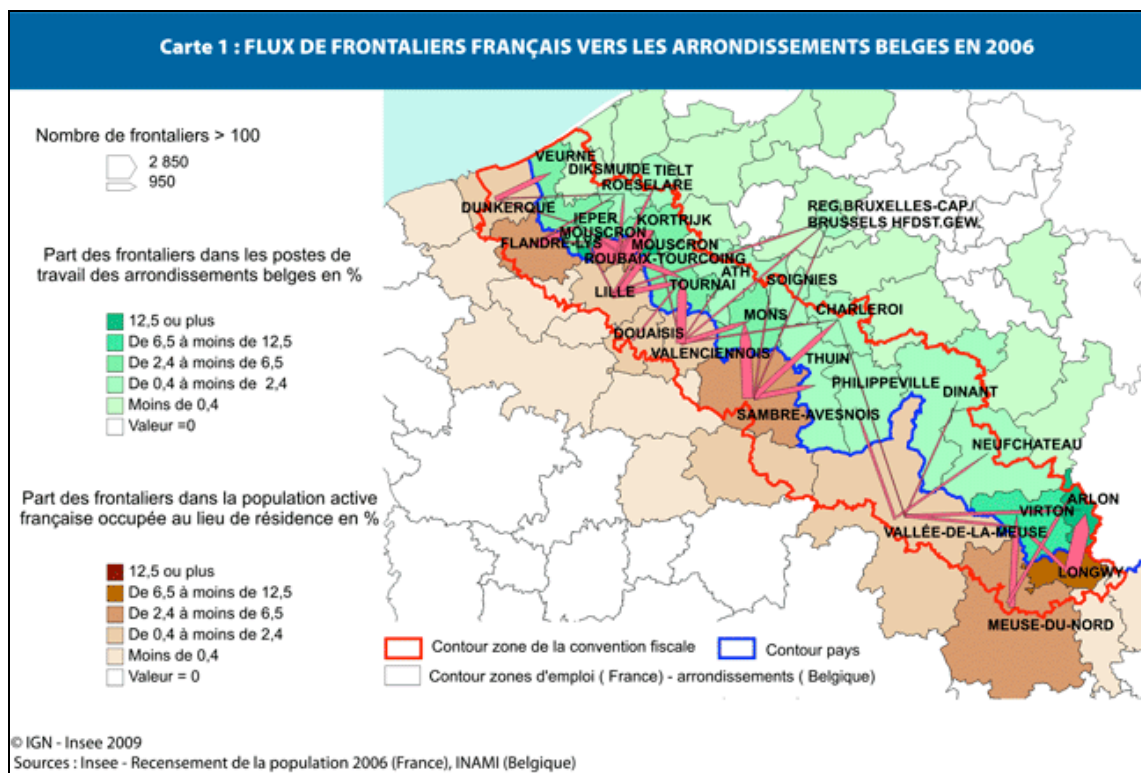 Carte 1 : FLUX DE FRONTALIERS FRANÇAIS VERS LES ARRONDISSEMENTS BELGES EN 2006
Nombre de frontaliers > 100
2 850
950
Part des frontaliers dans les postes de
travail des arrondissements belges en %
12,5 ou plus
De 6,5 à moins de 12,5
De 2,4 à moins de 6,5
De 0,4 à moins de 2,4
Moins de 0,4
Valeur =0
Part des frontaliers dans la population active
française occupée au lieu de résidence en %
12,5 ou plus
De 6,5 à moins de 12,5
De 2,4 à moins de 6,5
De 0,4 à moins de 2,4
Moins de 0,4
Valeur = 0
VEURNE
DIKSMUIDE
TIELT
ROESELARE
DUNKERQUE
REG.BRUXELLES-CAP./
BRUSSELS HFDST.GEW.
IEPER
KORTRIJK
MOUSCRON
FLANDRE-LYS
MOUSCRON
ROUBAIX-TOURCOING
ATH
SOIGNIES
LILLE
TOURNAI
MONS
CHARLEROI
DOUAISIS
VALENCIENNOIS
THUIN
PHILIPPEVILLE
DINANT
SAMBRE-AVESNOIS
NEUFCHATEAU
ARLON
VIRTON
VALLÉE-DE-LA-MEUSE
LONGWY
MEUSE-DU-NORD
Contour zone de la convention fiscale
Contour pays
Contour zones d'emploi ( France) - arrondissements ( Belgique)
© IGN - Insee 2009
Sources : Insee - Recensement de la population 2006 (France), INAMI (Belgique)